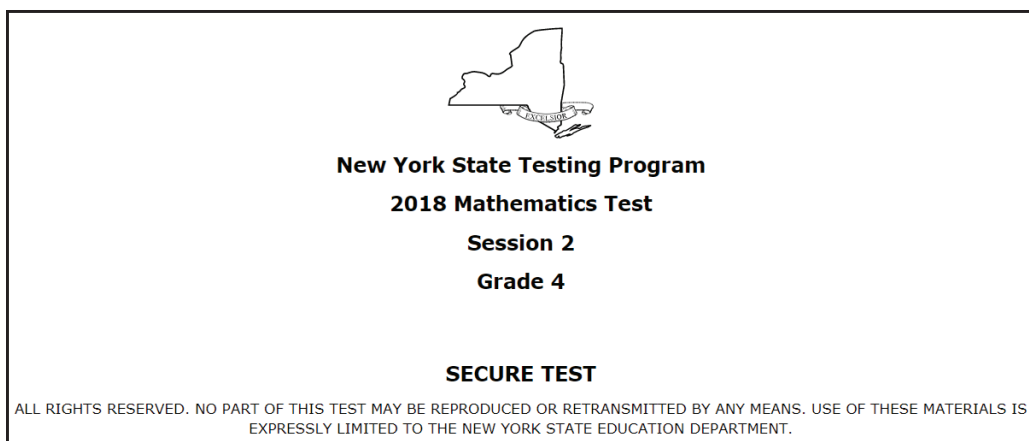 EXCELSIOR
New York State Testing Program
2018 Mathematics Test
Session 2
Grade 4
SECURE TEST
ALL RIGHTS RESERVED. NO PART OF THIS TEST MAY BE REPRODUCED OR RETRANSMITTED BY ANY MEANS. USE OF THESE MATERIALS IS
EXPRESSLY LIMITED TO THE NEW YORK STATE EDUCATION DEPARTMENT.